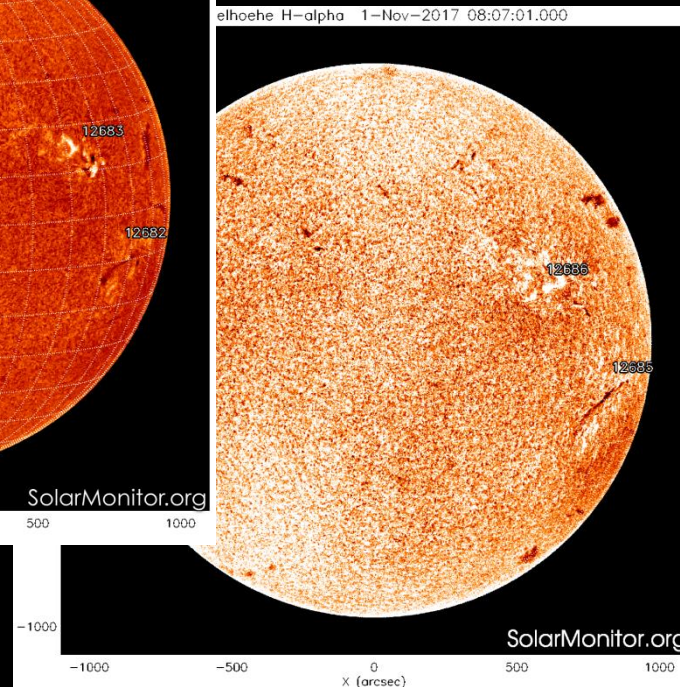 elhoehe H-alpha 1-Nov-2017 08:07:01.000
12683
12682
12686
12685
SolarMonitor.org
500 1000
-1000
SolarMonitor.org
-1000 -500 0 500 1000
X (arcsec)